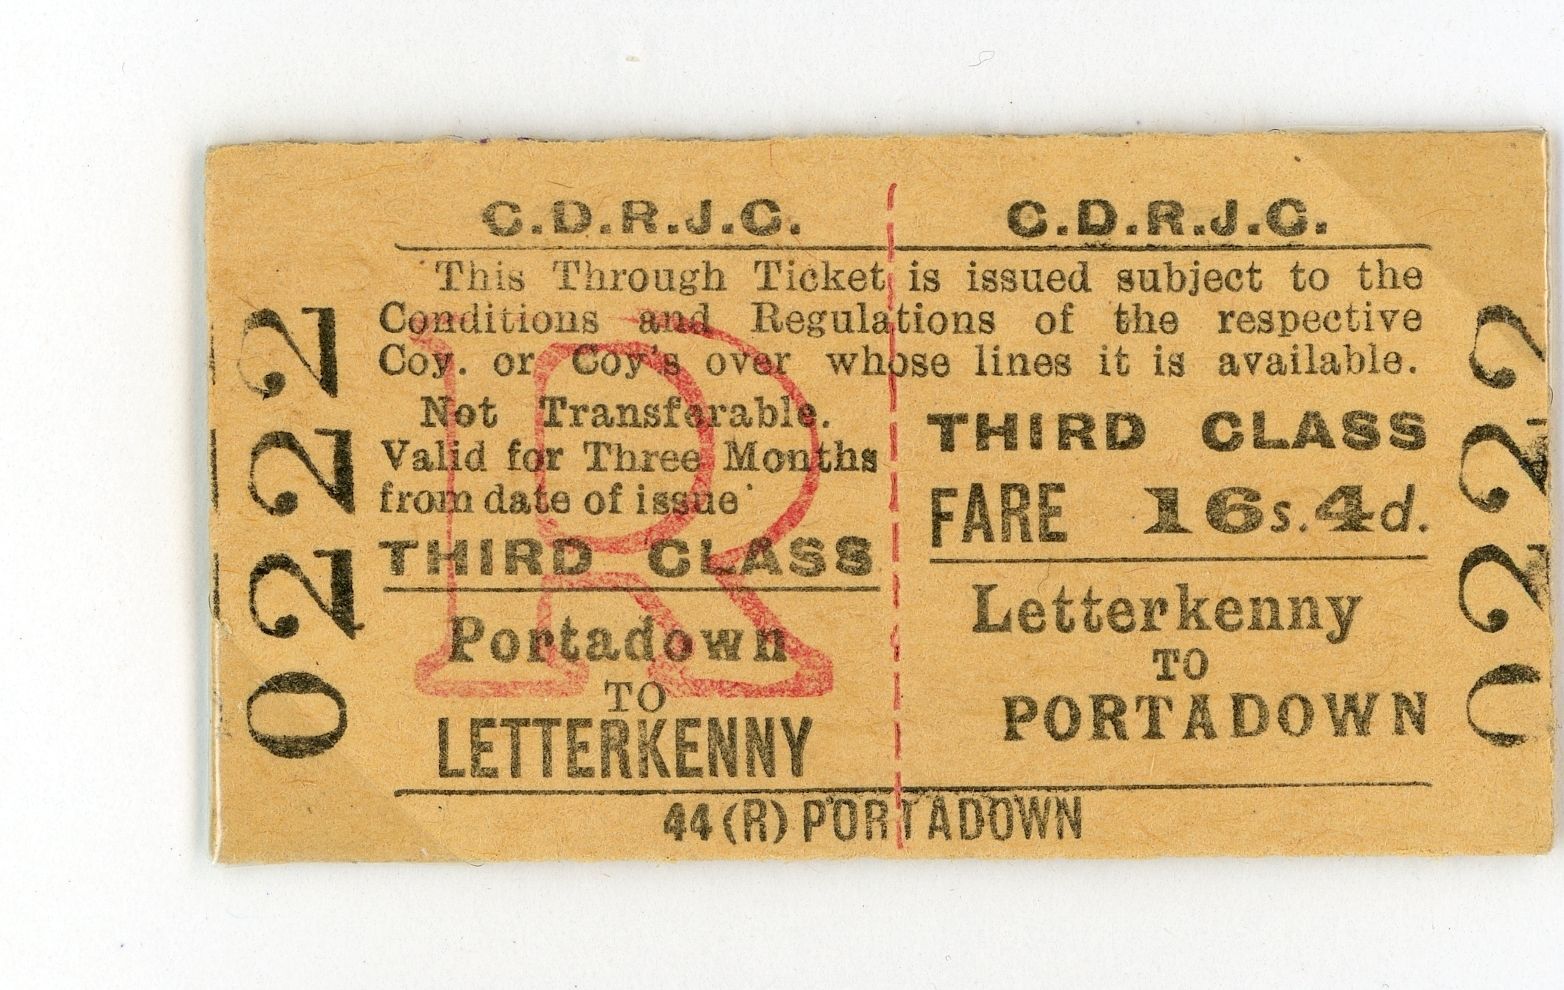 C.D.R.J.C. C.D.R.J.C.
This Through Ticket is issued subject to the
Conditions and Regulations of the respective
Coy. or Coy's over whose lines it is available.
Not Transferable.
Valid for Three Months
from date of issue
THIRD CLASS
Portadown
TO
LETTERKENNY
THIRD CLASS
FARE 16s.4d.
Letterkenny
TO
PORTADOWN
44(R) PORTADOWN
R
0222
0222